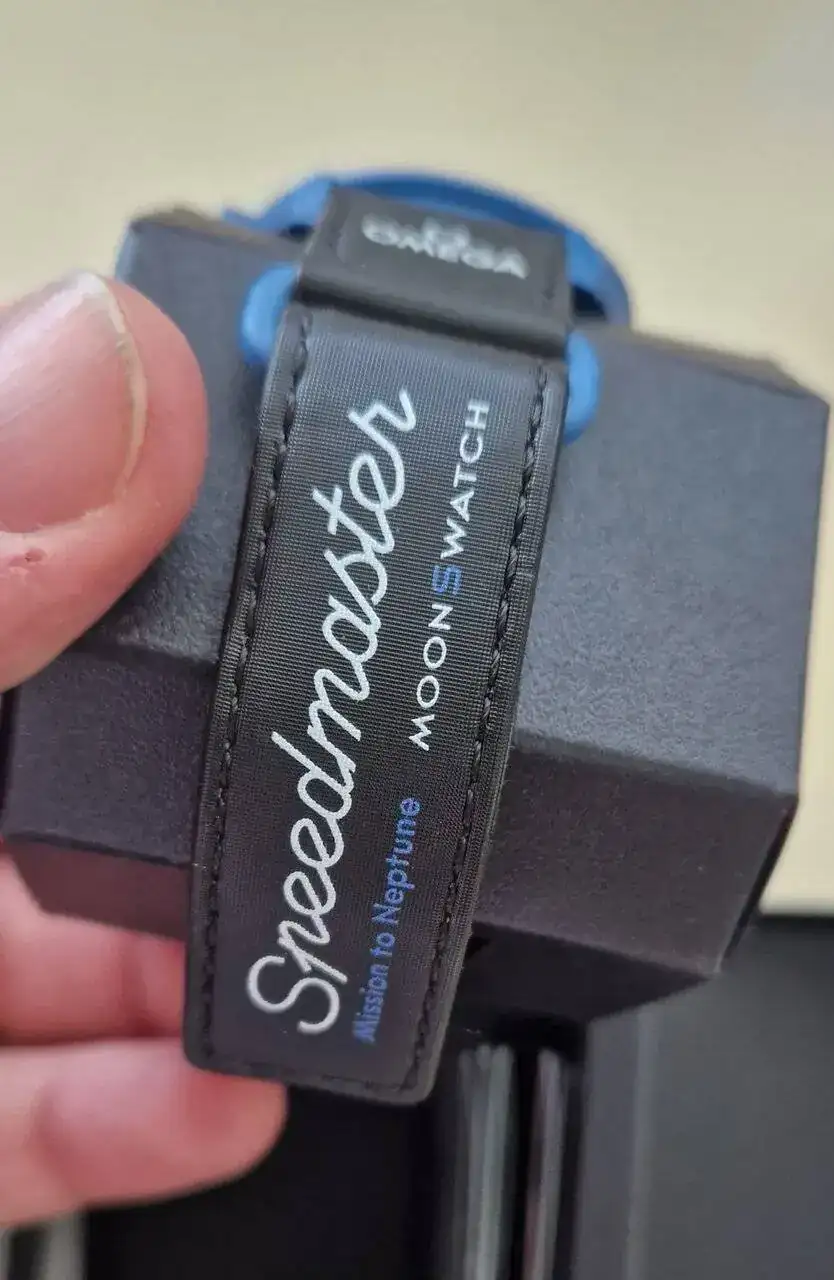 OMEGA
Speedmaster
MOONSWATCH
Mission to Neptune